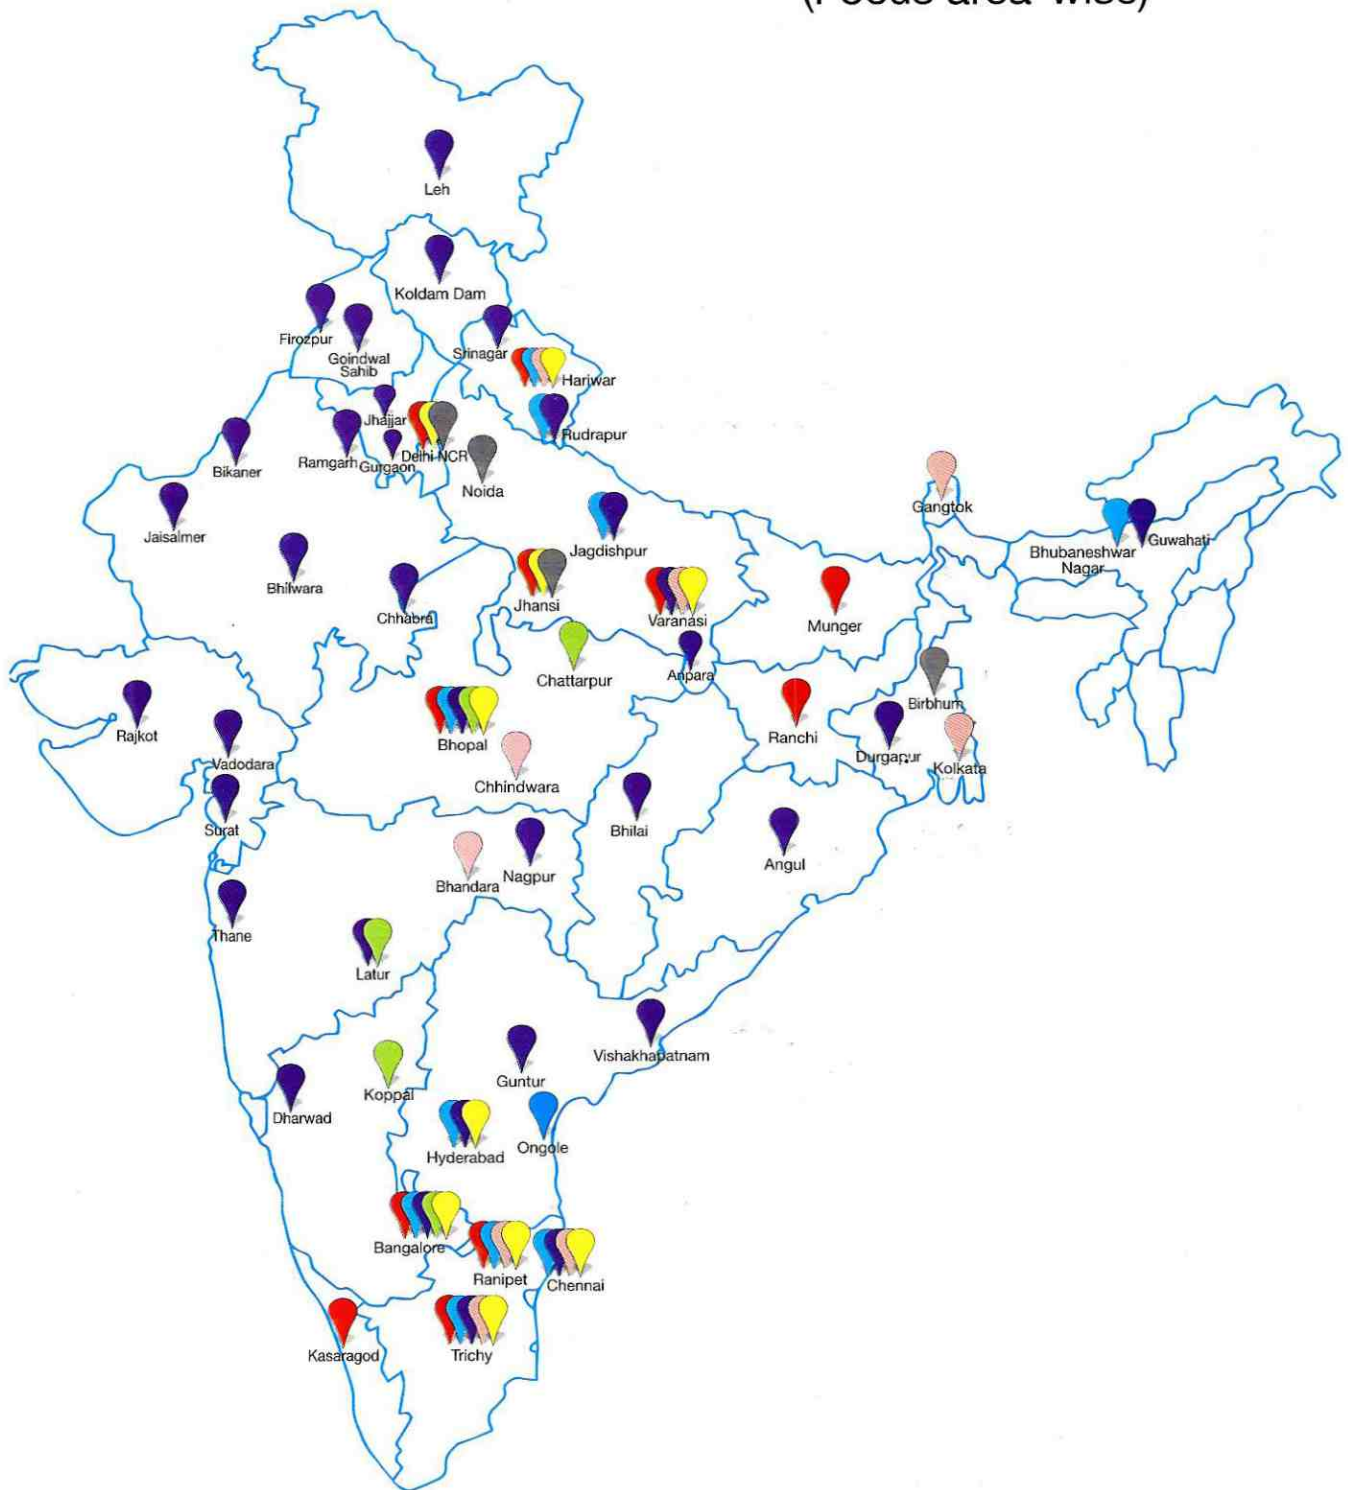 (Focus area-wise)
Leh
Koldam Dam
Firozpur
Goindwal
Sahib
Srinagar
Hariwar
Jhajjar
Rudrapur
Bikaner
Ramgarh
Gurgaon
Delhi NCR
Noida
Gangtok
Jaisalmer
Jagdishpur
Bhubaneshwar
Nagar
Guwahati
Bhilwara
Chhabra
Jhansi
Varanasi
Munger
Chattarpur
Anpara
Birbhum
Rajkot
Bhopal
Ranchi
Durgapur
Kolkata
Vadodara
Chhindwara
Surat
Bhilai
Angul
Bhandara
Nagpur
Thane
Latur
Vishakhapatnam
Guntur
Koppal
Dharwad
Hyderabad
Ongole
Bangalore
Ranipet
Chennai
Kasaragod
Trichy